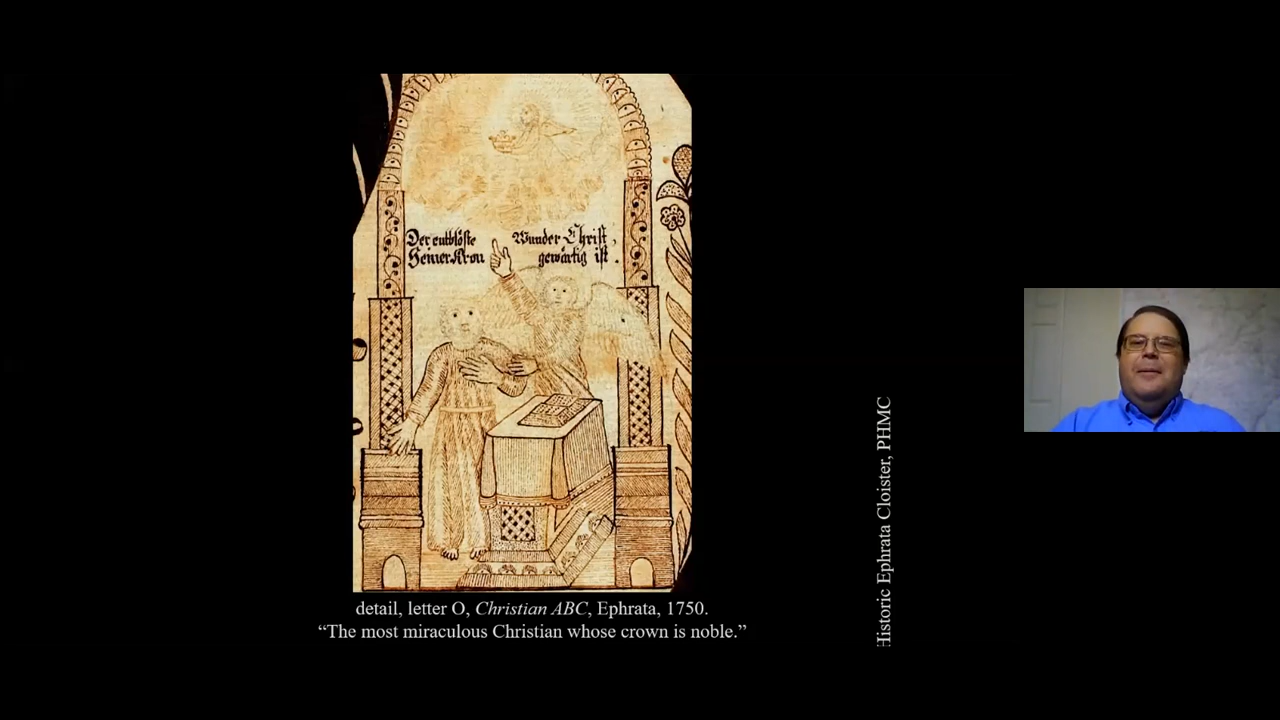 Der entblöste Wunder-Christ,
Seiner Kron gewärtig ist.
detail, letter O, Christian ABC, Ephrata, 1750.
“The most miraculous Christian whose crown is noble.”
Historic Ephrata Cloister, PHMC